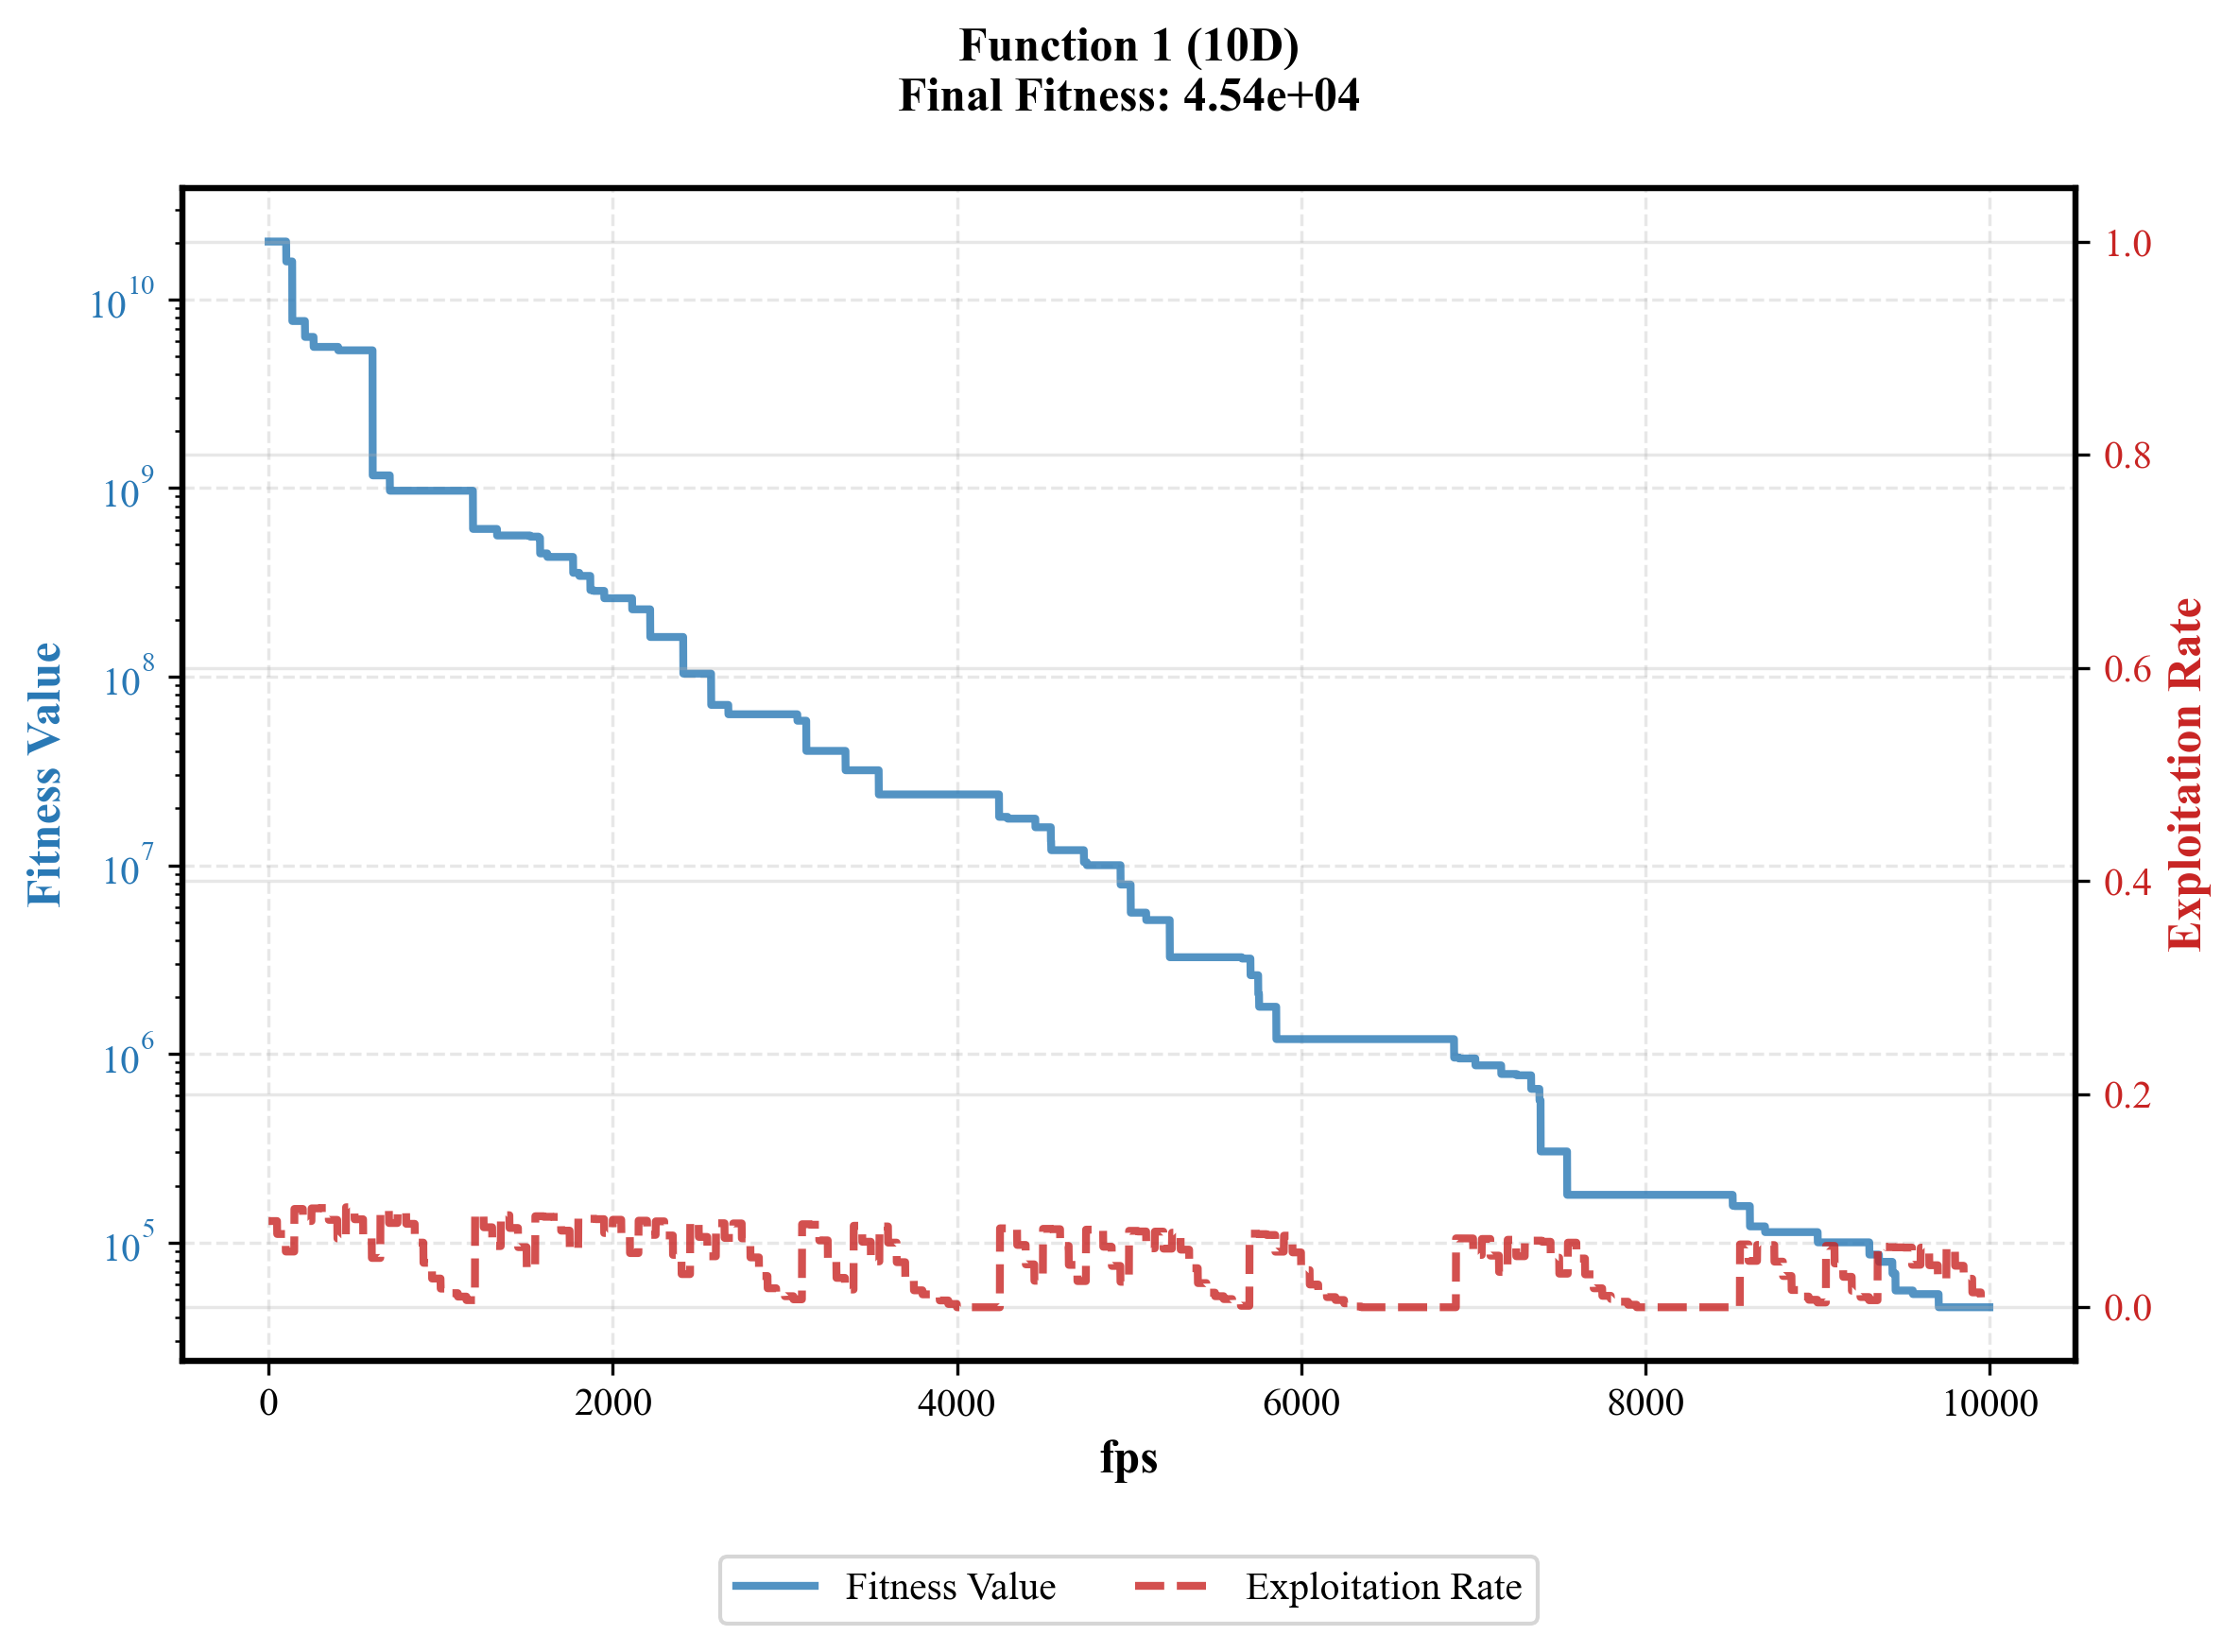 Function 1 (10D)
Final Fitness: 4.54e+04
Fitness Value
10^10
10^9
10^8
10^7
10^6
10^5
1.0
0.8
0.6
0.4
0.2
0.0
Exploitation Rate
0 2000 4000 6000 8000 10000
fps
Fitness Value Exploitation Rate